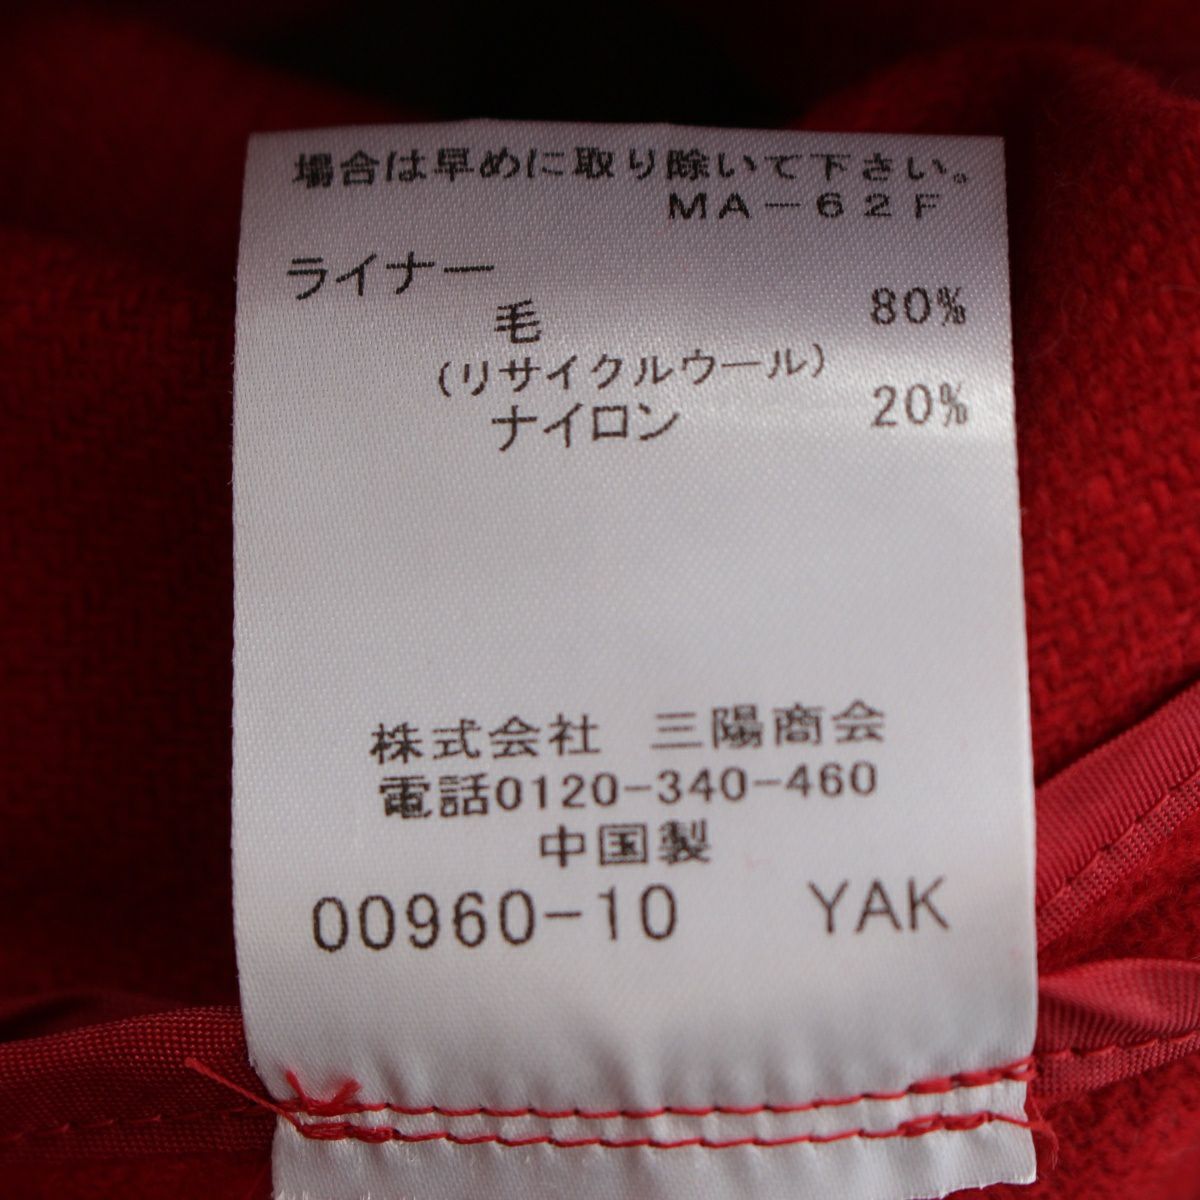 場合は早めに取り除いて下さい。
MA-62F
ライナー
毛 80%
(リサイクルウール)
ナイロン 20%
株式会社 三陽商会
電話0120-340-460
中国製
00960-10 YAK